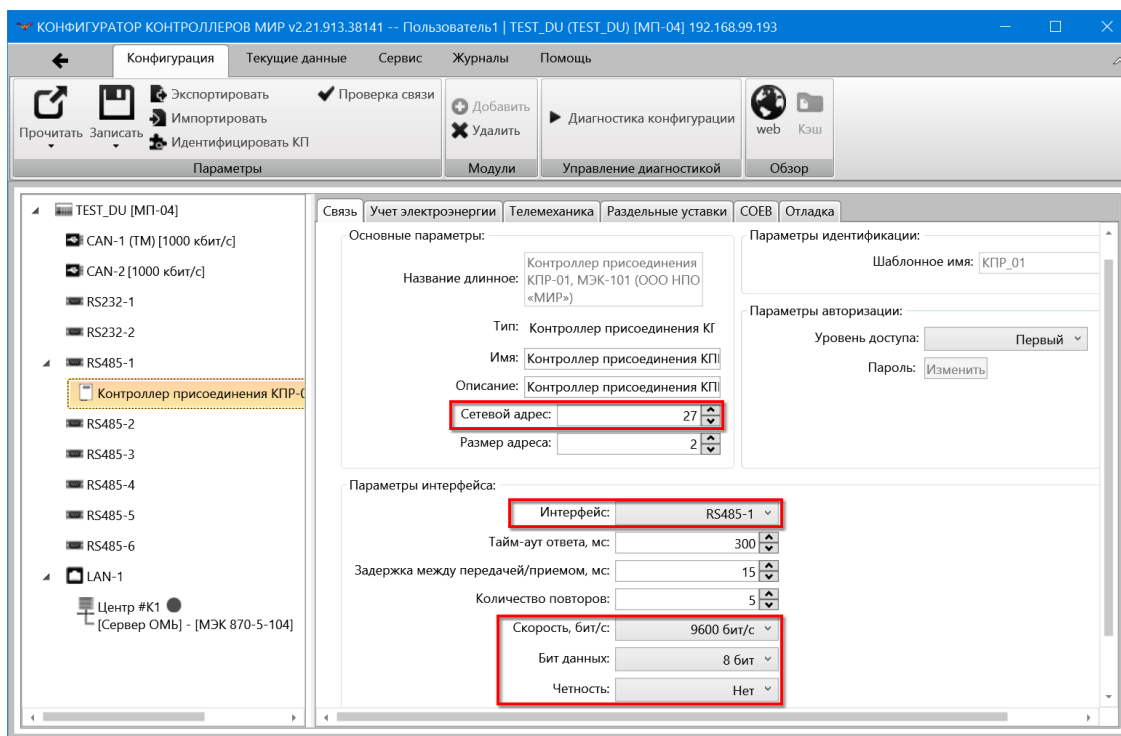 КОНФИГУРАТОР КОНТРОЛЛЕРОВ МИР v2.21.913.38141 -- Пользователь1 | TEST_DU (TEST_DU) [МП-04] 192.168.99.193
Конфигурация Текущие данные Сервис Журналы Помощь
Прочитать Записать
Экспортировать
Импортировать
Идентифицировать КП
Проверка связи
Параметры
Добавить
Удалить
Модули
Диагностика конфигурации
Управление диагностикой
web Кэш
Обзор
TEST_DU [МП-04]
CAN-1 (ТМ) [1000 кбит/с]
CAN-2 [1000 кбит/с]
RS232-1
RS232-2
RS485-1
Контроллер присоединения КПР-0
RS485-2
RS485-3
RS485-4
RS485-5
RS485-6
LAN-1
Центр #К1
[Сервер ОМЬ] - [МЭК 870-5-104]
Связь Учет электроэнергии Телемеханика Раздельные уставки СОЕВ Отладка
Основные параметры:
Название длинное: Контроллер присоединения
КПР-01, МЭК-101 (ООО НПО
«МИР»)
Тип: Контроллер присоединения КГ
Имя: Контроллер присоединения КПІ
Описание: Контроллер присоединения КПІ
Сетевой адрес: 27
Размер адреса: 2
Параметры идентификации:
Шаблонное имя: КПР_01
Параметры авторизации:
Уровень доступа: Первый
Пароль: Изменить
Параметры интерфейса:
Интерфейс: RS485-1
Тайм-аут ответа, мс: 300
Задержка между передачей/приемом, мс: 15
Количество повторов: 5
Скорость, бит/с: 9600 бит/с
Бит данных: 8 бит
Четность: Нет